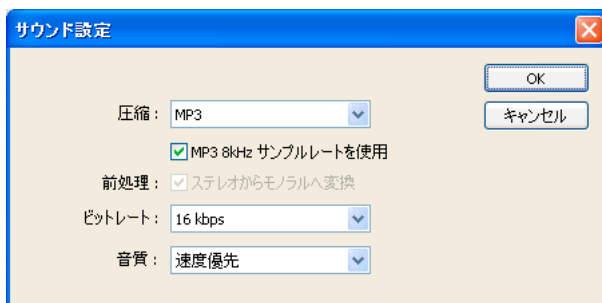 サウンド設定
OK
圧縮： MP3
キャンセル
MP3 8kHz サンプルレートを使用
前処理： ステレオからモノラルへ変換
ビットレート： 16 kbps
音質： 速度優先